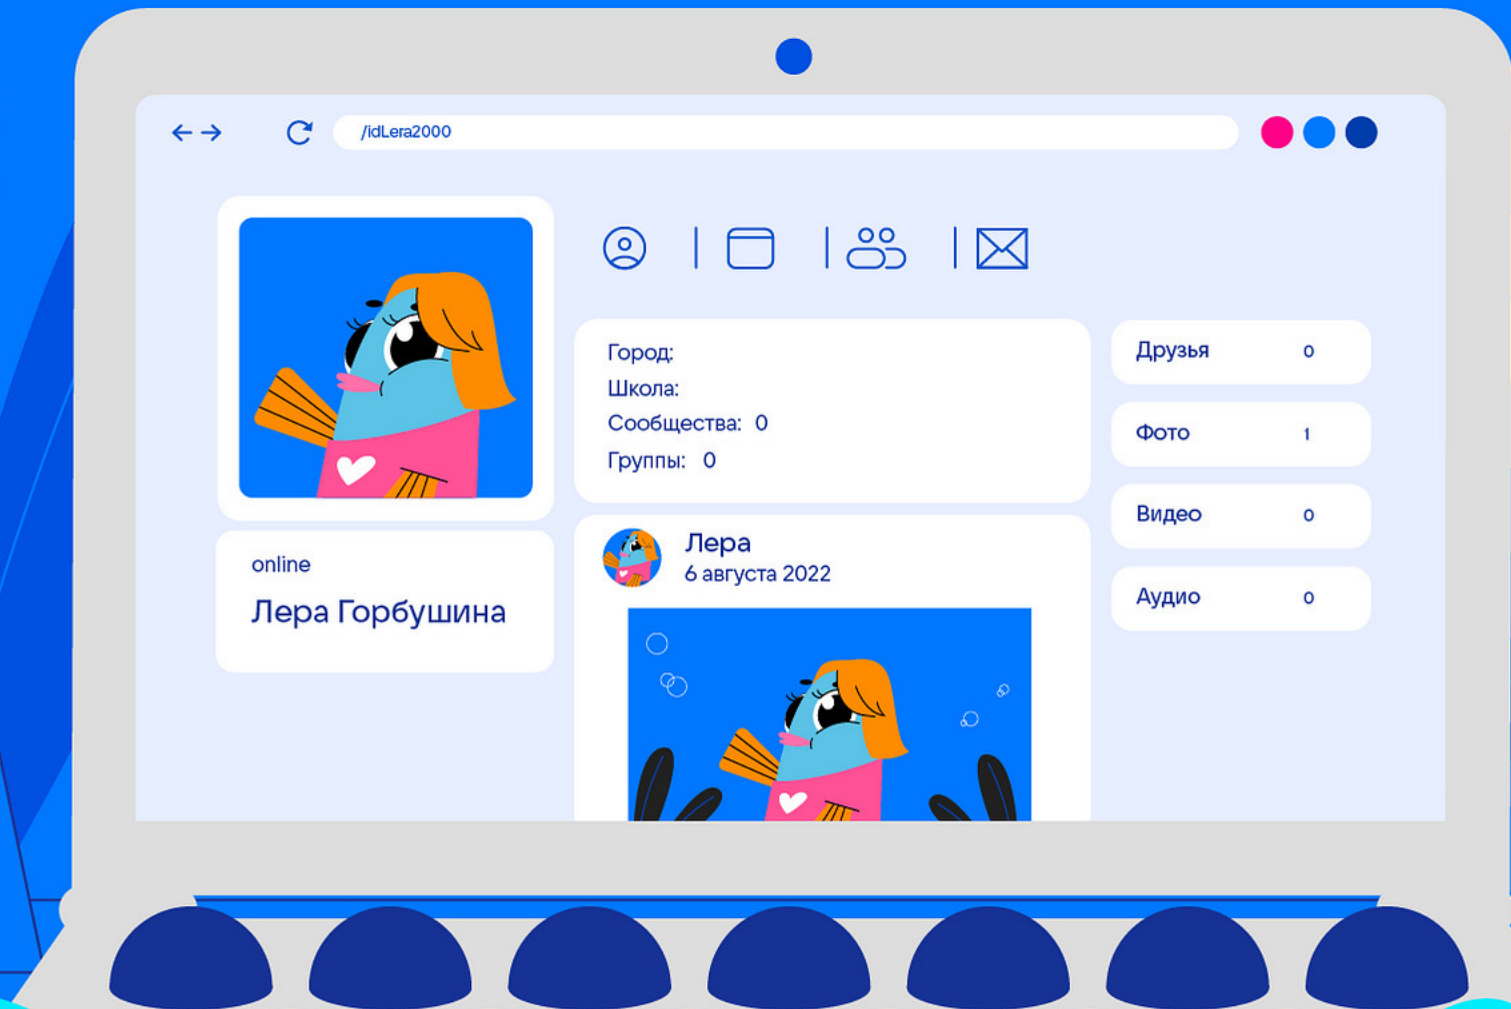 /idLera2000
online
Лера Горбушина
Город:
Школа:
Сообщества: 0
Группы: 0
Лера
6 августа 2022
Друзья 0
Фото 1
Видео 0
Аудио 0